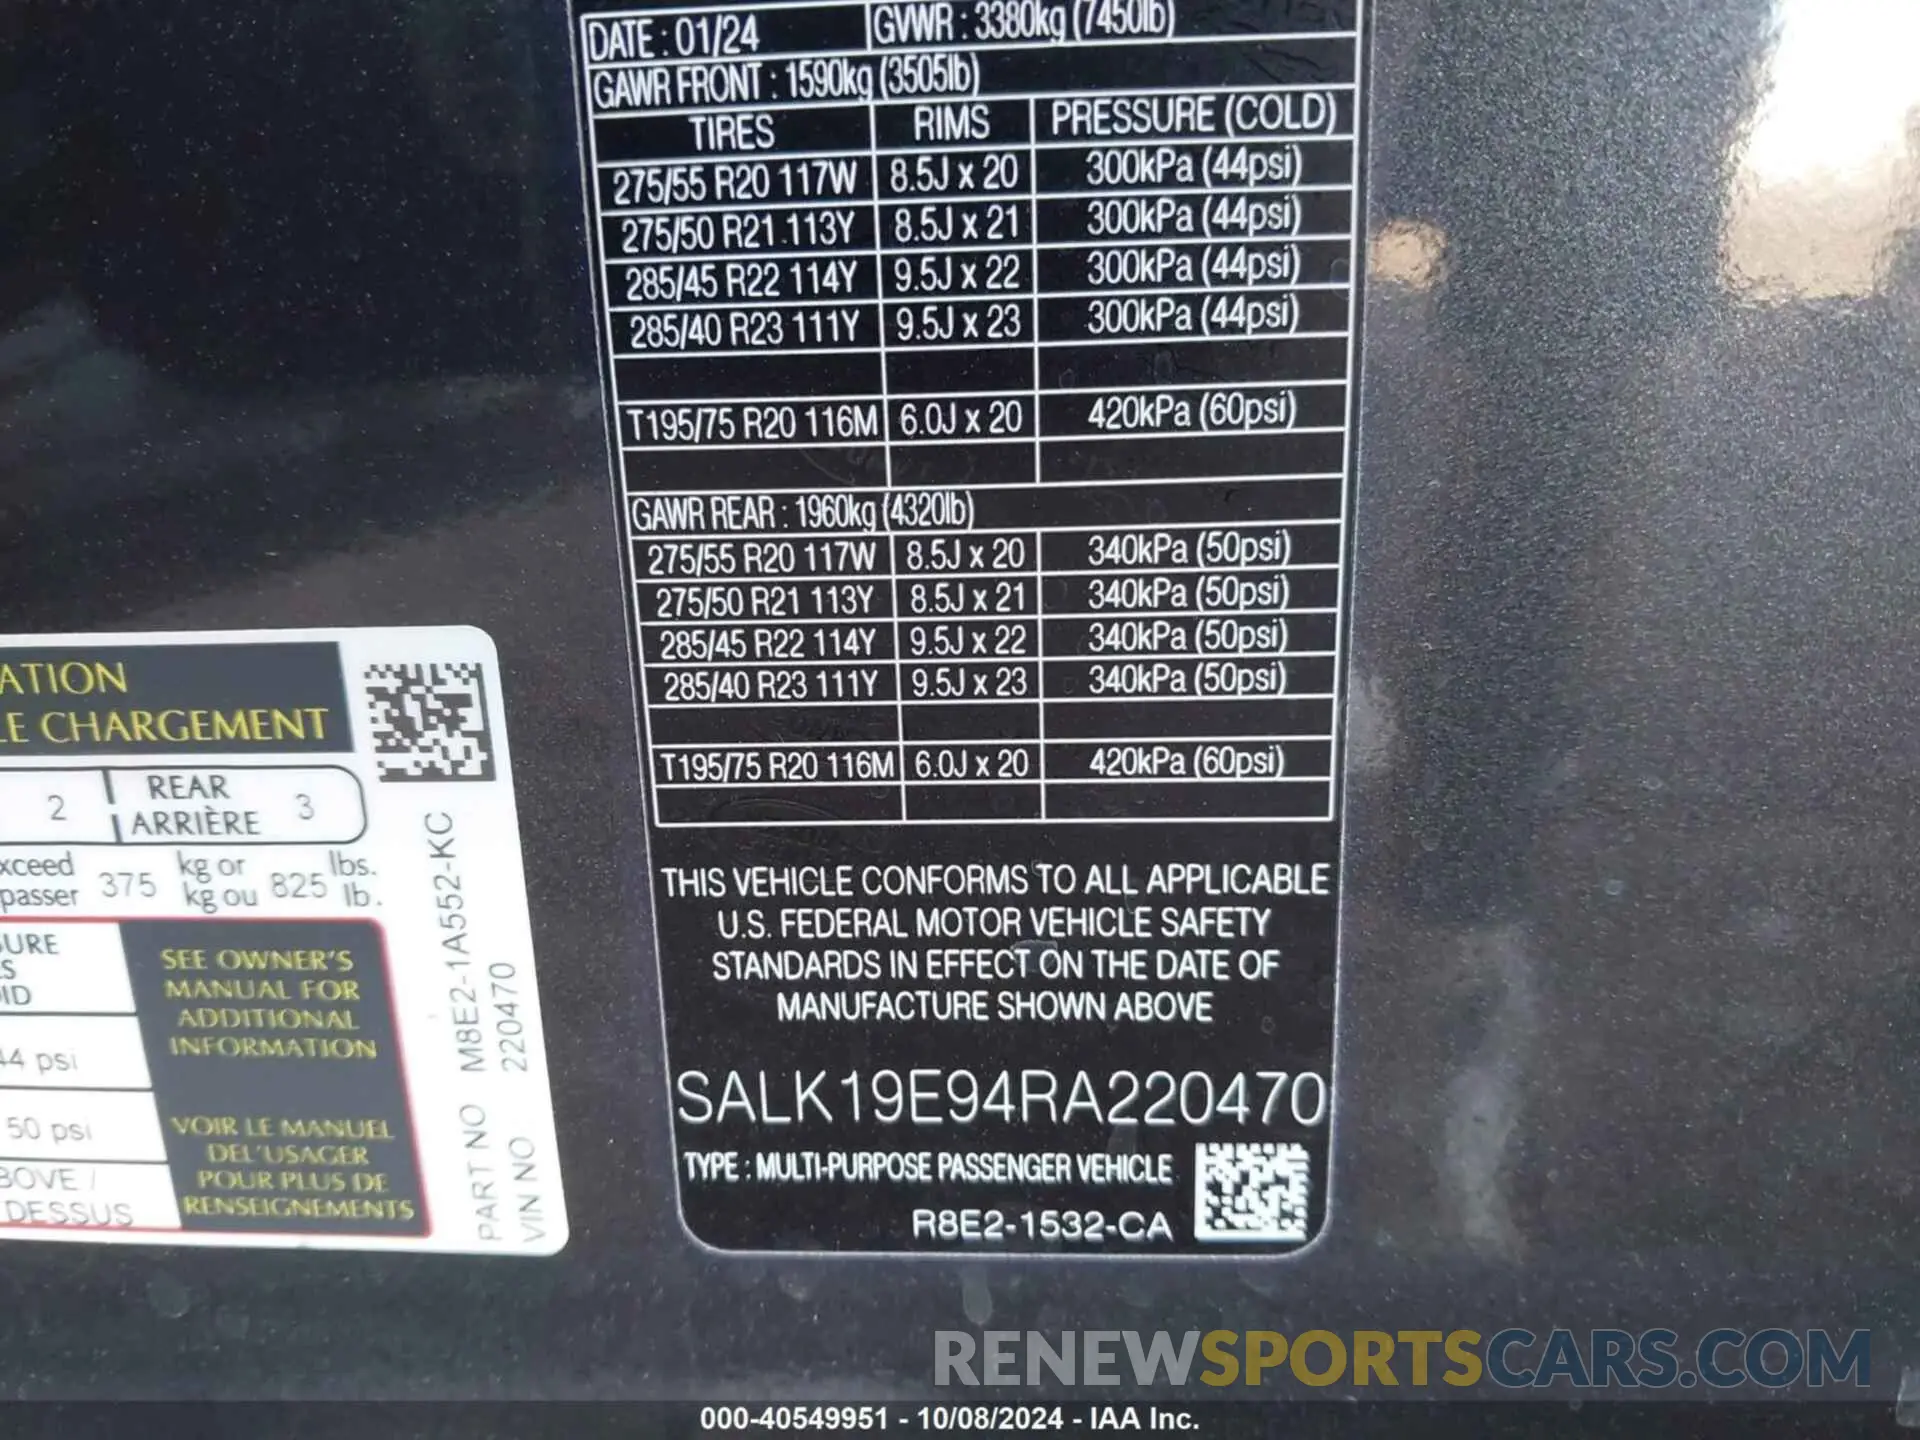 DATE : 01/24 GVWR : 3380kg (7450lb)
GAWR FRONT : 1590kg (3505lb)
TIRES RIMS PRESSURE (COLD)
275/55 R20 117W 8.5J x 20 300kPa (44psi)
275/50 R21 113Y 8.5J x 21 300kPa (44psi)
285/45 R22 114Y 9.5J x 22 300kPa (44psi)
285/40 R23 111Y 9.5J x 23 300kPa (44psi)
T195/75 R20 116M 6.0J x 20 420kPa (60psi)
GAWR REAR : 1960kg (4320lb)
275/55 R20 117W 8.5J x 20 340kPa (50psi)
275/50 R21 113Y 8.5J x 21 340kPa (50psi)
285/45 R22 114Y 9.5J x 22 340kPa (50psi)
285/40 R23 111Y 9.5J x 23 340kPa (50psi)
T195/75 R20 116M 6.0J x 20 420kPa (60psi)
THIS VEHICLE CONFORMS TO ALL APPLICABLE
U.S. FEDERAL MOTOR VEHICLE SAFETY
STANDARDS IN EFFECT ON THE DATE OF
MANUFACTURE SHOWN ABOVE
SALK19E94RA220470
TYPE : MULTI-PURPOSE PASSENGER VEHICLE
R8E2-1532-CA
ATION
LE CHARGEMENT
2 REAR 3
ARRIÈRE
xceed 375 kg or 825 lbs.
passer kg ou lb.
SURE
S
ID
44 psi
50 psi
BOVE /
DESSUS
SEE OWNER'S
MANUAL FOR
ADDITIONAL
INFORMATION
VOIR LE MANUEL
DEL'USAGER
POUR PLUS DE
RENSEIGNEMENTS
PART NO M8E2-1A552-KC
VIN NO 220470
RENEWSPORTSCARS.COM
000-40549951 - 10/08/2024 - IAA Inc.